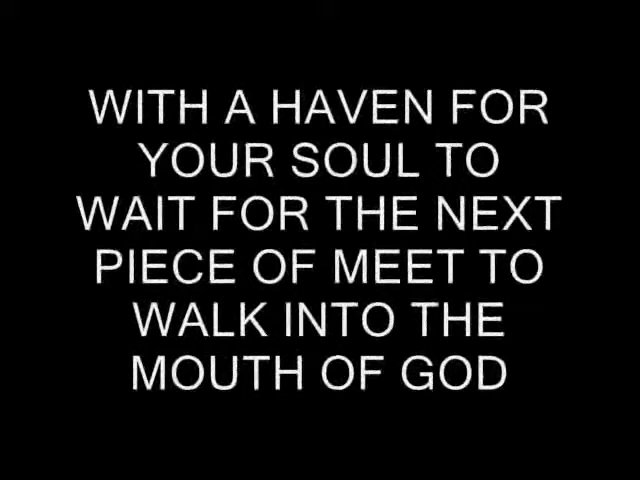 WITH A HAVEN FOR
YOUR SOUL TO
WAIT FOR THE NEXT
PIECE OF MEET TO
WALK INTO THE
MOUTH OF GOD